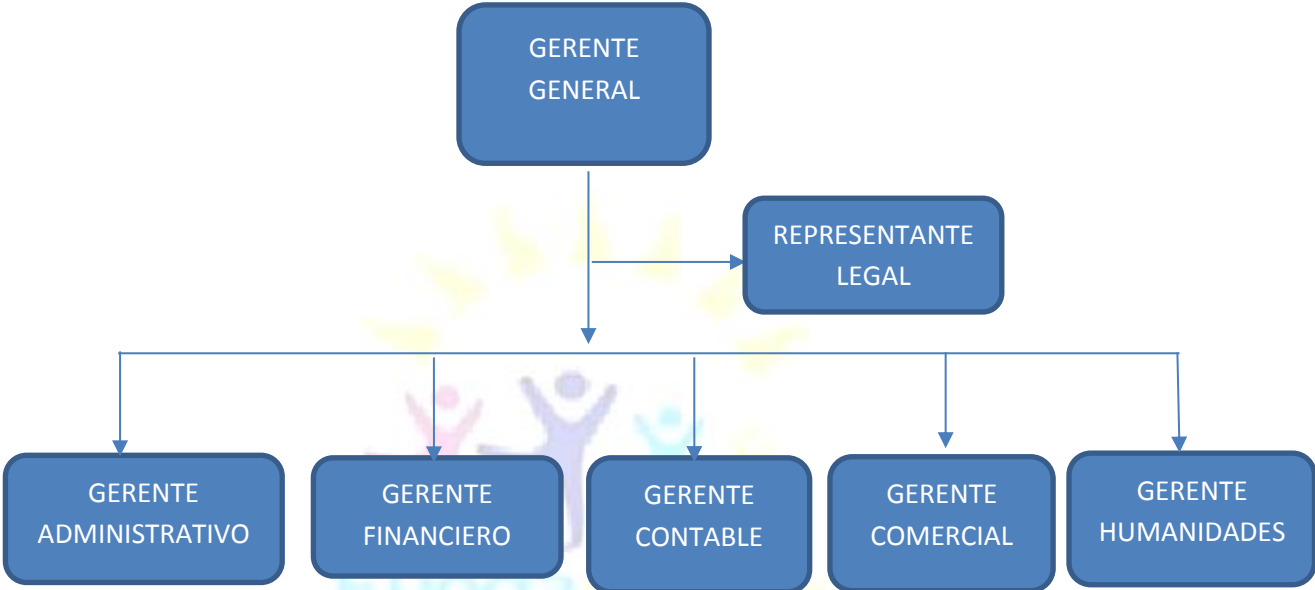 GERENTE
GENERAL
REPRESENTANTE
LEGAL
GERENTE
ADMINISTRATIVO
GERENTE
FINANCIERO
GERENTE
CONTABLE
GERENTE
COMERCIAL
GERENTE
HUMANIDADES